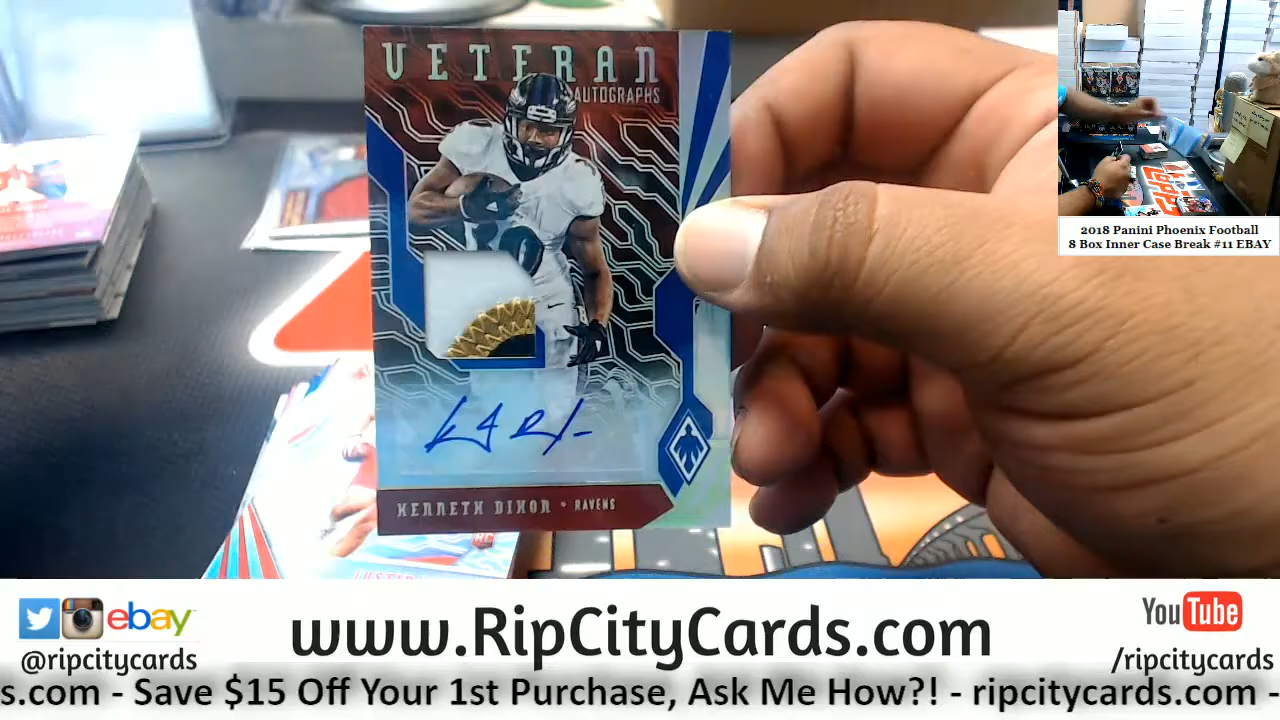 VETERAN
AUTOGRAPHS
KENNETH DIXON • RAVENS
RC
2018 Panini Phoenix Football
8 Box Inner Case Break #11 EBAY
ebay
@ripcitycards
www.RipCityCards.com
YouTube
/ripcitycards
s.com - Save $15 Off Your 1st Purchase, Ask Me How?! - ripcitycards.com -